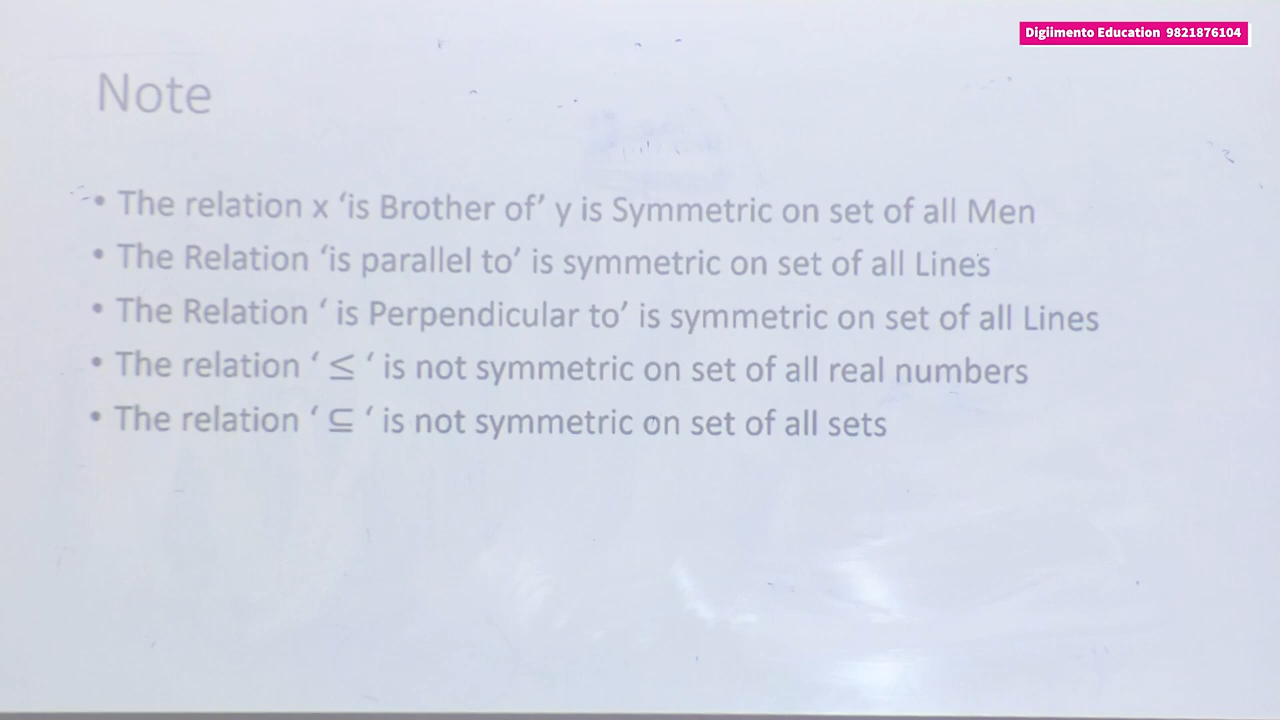 Digiimento Education 9821876104
Note
• The relation x ‘is Brother of’ y is Symmetric on set of all Men
• The Relation ‘is parallel to’ is symmetric on set of all Lines
• The Relation ‘ is Perpendicular to’ is symmetric on set of all Lines
• The relation ‘ ≤ ‘ is not symmetric on set of all real numbers
• The relation ‘ ⊆ ‘ is not symmetric on set of all sets